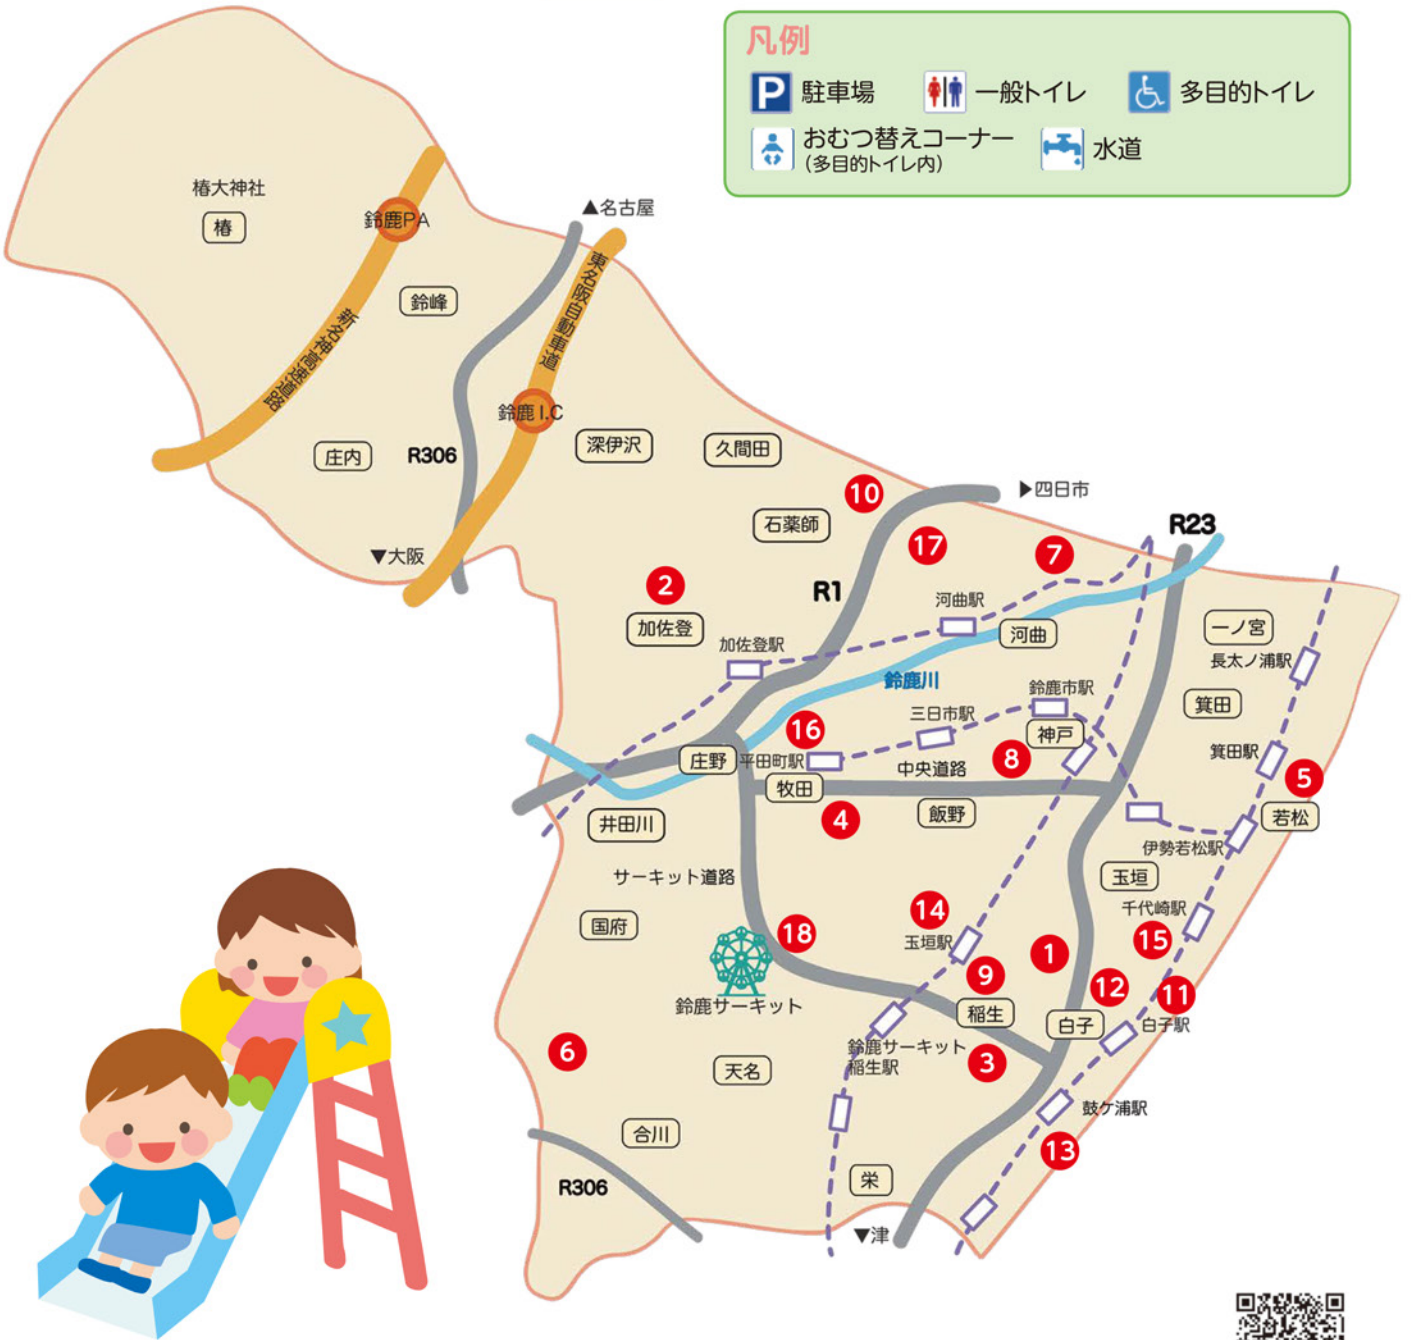 凡例
P 駐車場
一般トイレ
多目的トイレ
おむつ替えコーナー
(多目的トイレ内)
水道
椿大神社
椿
鈴鹿PA
▲名古屋
鈴峰
東名阪自動車道
新名神高速道路
鈴鹿I.C
庄内
R306
深伊沢
久間田
10
▶四日市
石薬師
R23
17
7
▼大阪
2
R1
河曲駅
加佐登
河曲
一ノ宮
加佐登駅
長太ノ浦駅
鈴鹿川
鈴鹿市駅
箕田
三日市駅
16
神戸
箕田駅
庄野
平田町駅
中央道路
8
5
牧田
4
飯野
若松
井田川
伊勢若松駅
サーキット道路
玉垣
千代崎駅
国府
14
18
玉垣駅
15
1
9
12
11
鈴鹿サーキット
稲生
白子
白子駅
6
鈴鹿サーキット
稲生駅
3
天名
鼓ケ浦駅
合川
13
R306
栄
▼津